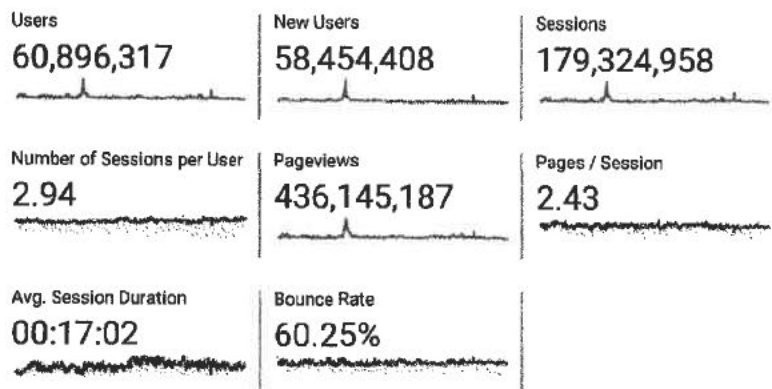 Users
60,896,317
New Users
58,454,408
Sessions
179,324,958
Number of Sessions per User
2.94
Pageviews
436,145,187
Pages / Session
2.43
Avg. Session Duration
00:17:02
Bounce Rate
60.25%